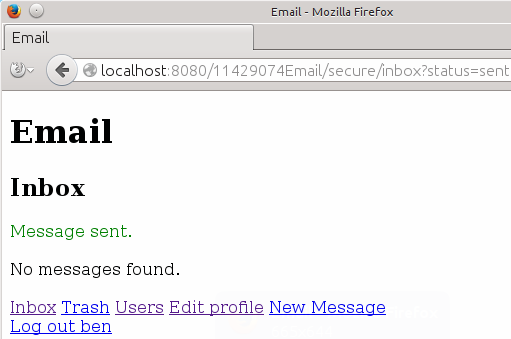 Email - Mozilla Firefox
Email
localhost:8080/11429074Email/secure/inbox?status=sent
Email
Inbox
Message sent.
No messages found.
Inbox Trash Users Edit profile New Message
Log out ben